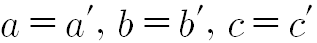 a = a′, b = b′, c = c′